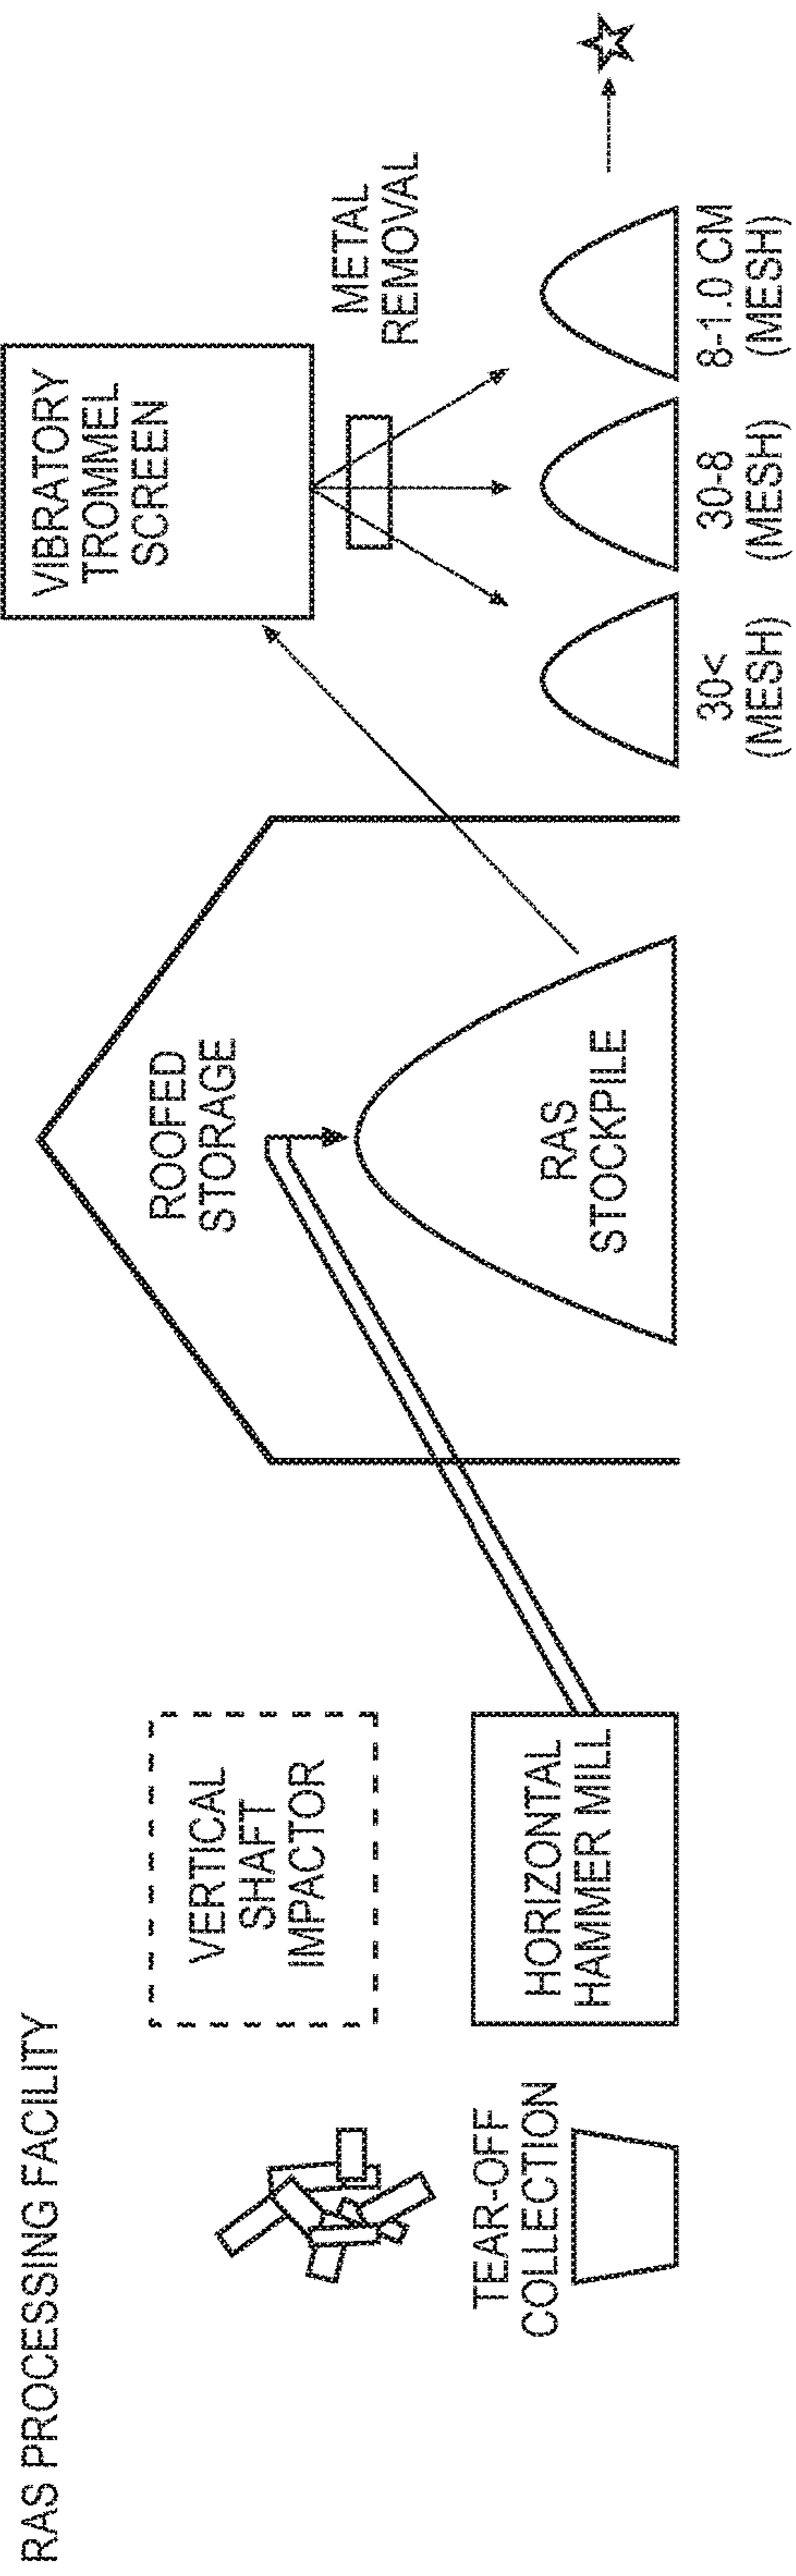 RAS PROCESSING FACILITY
TEAR-OFF
COLLECTION
VERTICAL
SHAFT
IMPACTOR
HORIZONTAL
HAMMER MILL
ROOFED
STORAGE
RAS
STOCKPILE
VIBRATORY
TROMMEL
SCREEN
METAL
REMOVAL
30<
(MESH)
30-8
(MESH)
8-1.0 CM
(MESH)